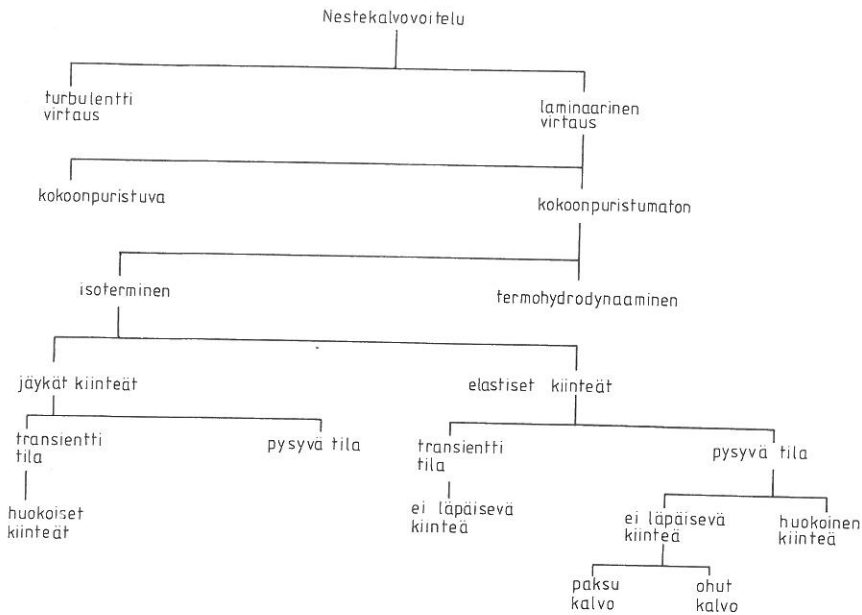 Nestekalvovoitelu
turbulentti
virtaus
laminaarinen
virtaus
kokoonpuristuva
kokoonpuristumaton
isoterminen
termohydrodynaaminen
jäykät kiinteät
elastiset kiinteät
transientti
tila
pysyvä tila
transientti
tila
pysyvä tila
huokoiset
kiinteät
ei läpäisevä
kiinteä
ei läpäisevä
kiinteä
huokoinen
kiinteä
paksu
kalvo
ohut
kalvo